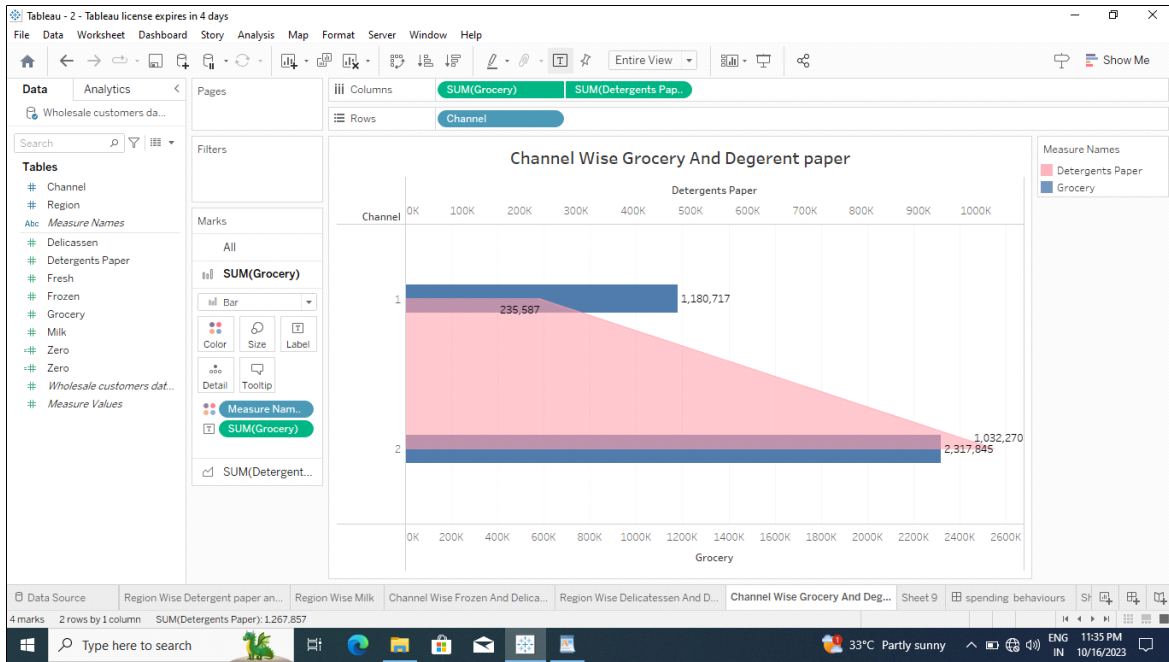 Tableau - 2 - Tableau license expires in 4 days
File Data Worksheet Dashboard Story Analysis Map Format Server Window Help
Entire View
Show Me
Data Analytics
Wholesale customers da...
Search
Tables
# Channel
# Region
Abc Measure Names
# Delicassen
# Detergents Paper
# Fresh
# Frozen
# Grocery
# Milk
=# Zero
=# Zero
# Wholesale customers dat...
# Measure Values
Pages
Filters
Marks
All
SUM(Grocery)
Bar
Color Size Label
Detail Tooltip
Measure Nam..
SUM(Grocery)
SUM(Detergent...
Columns SUM(Grocery) SUM(Detergents Pap..
Rows Channel
Channel Wise Grocery And Degerent paper
Detergents Paper
Channel 0K 100K 200K 300K 400K 500K 600K 700K 800K 900K 1000K
1 1,180,717
235,587
1,032,270
2 2,317,845
0K 200K 400K 600K 800K 1000K 1200K 1400K 1600K 1800K 2000K 2200K 2400K 2600K
Grocery
Measure Names
Detergents Paper
Grocery
Data Source Region Wise Detergent paper an... Region Wise Milk Channel Wise Frozen And Delica... Region Wise Delicatessen And D... Channel Wise Grocery And Deg... Sheet 9 spending behaviours Sh
4 marks 2 rows by 1 column SUM(Detergents Paper): 1,267,857
Type here to search
33°C Partly sunny
ENG
IN
11:35 PM
10/16/2023